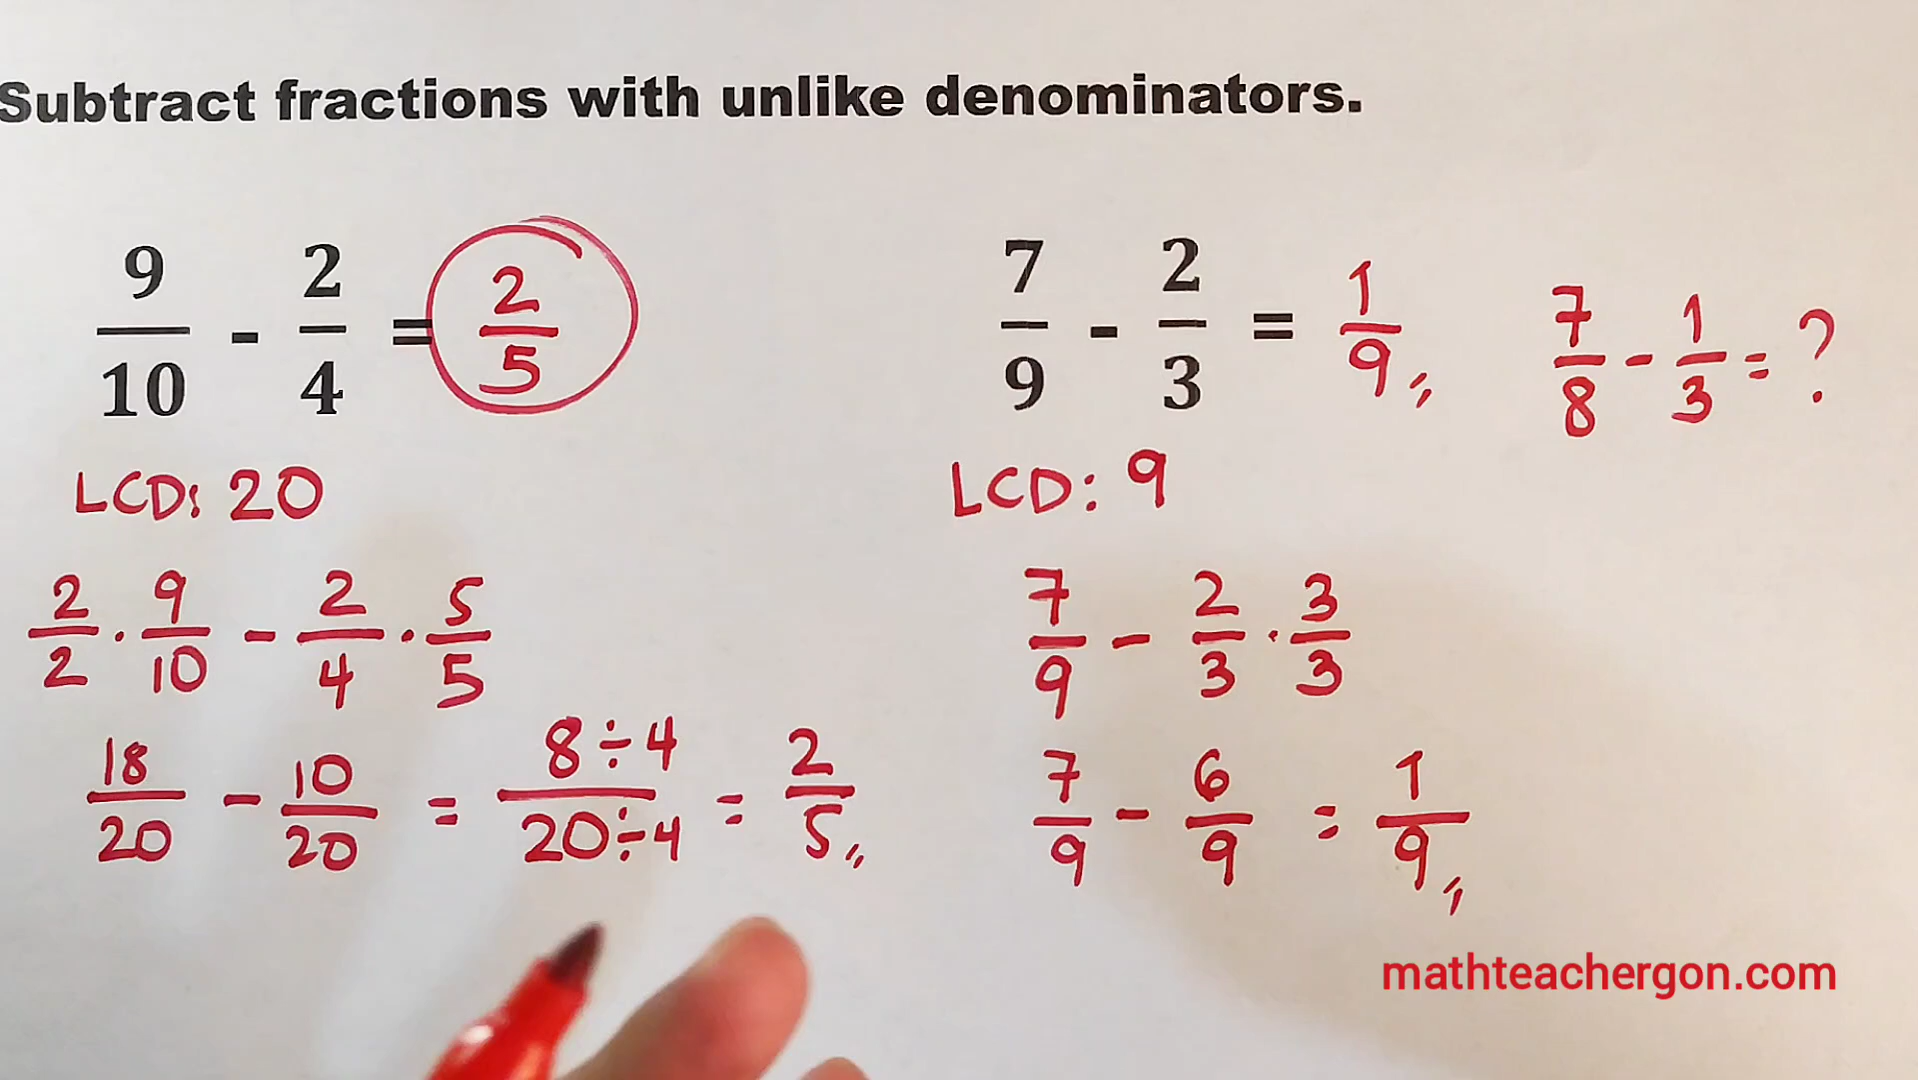 Subtract fractions with unlike denominators.
9/10 - 2/4 = 2/5
LCD: 20
2/2 · 9/10 - 2/4 · 5/5
18/20 - 10/20 = 8÷4/20÷4 = 2/5 〃
7/9 - 2/3 = 1/9 〃
LCD: 9
7/9 - 2/3 · 3/3
7/9 - 6/9 = 1/9 〃
7/8 - 1/3 = ?
mathteachergon.com